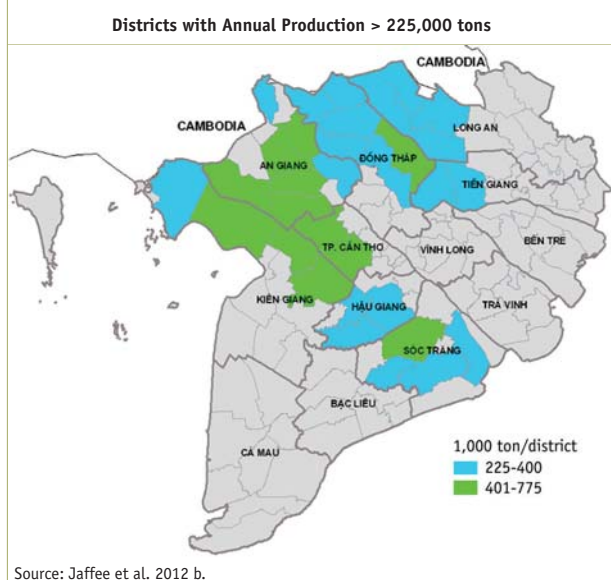 Districts with Annual Production > 225,000 tons
CAMBODIA
CAMBODIA
LONG AN
AN GIANG
ĐỒNG THÁP
TIỀN GIANG
TP. CẦN THƠ
VĨNH LONG
BẾN TRE
KIÊN GIANG
HẬU GIANG
TRÀ VINH
SÓC TRĂNG
BẠC LIÊU
CÀ MAU
1,000 ton/district
225-400
401-775
Source: Jaffee et al. 2012 b.